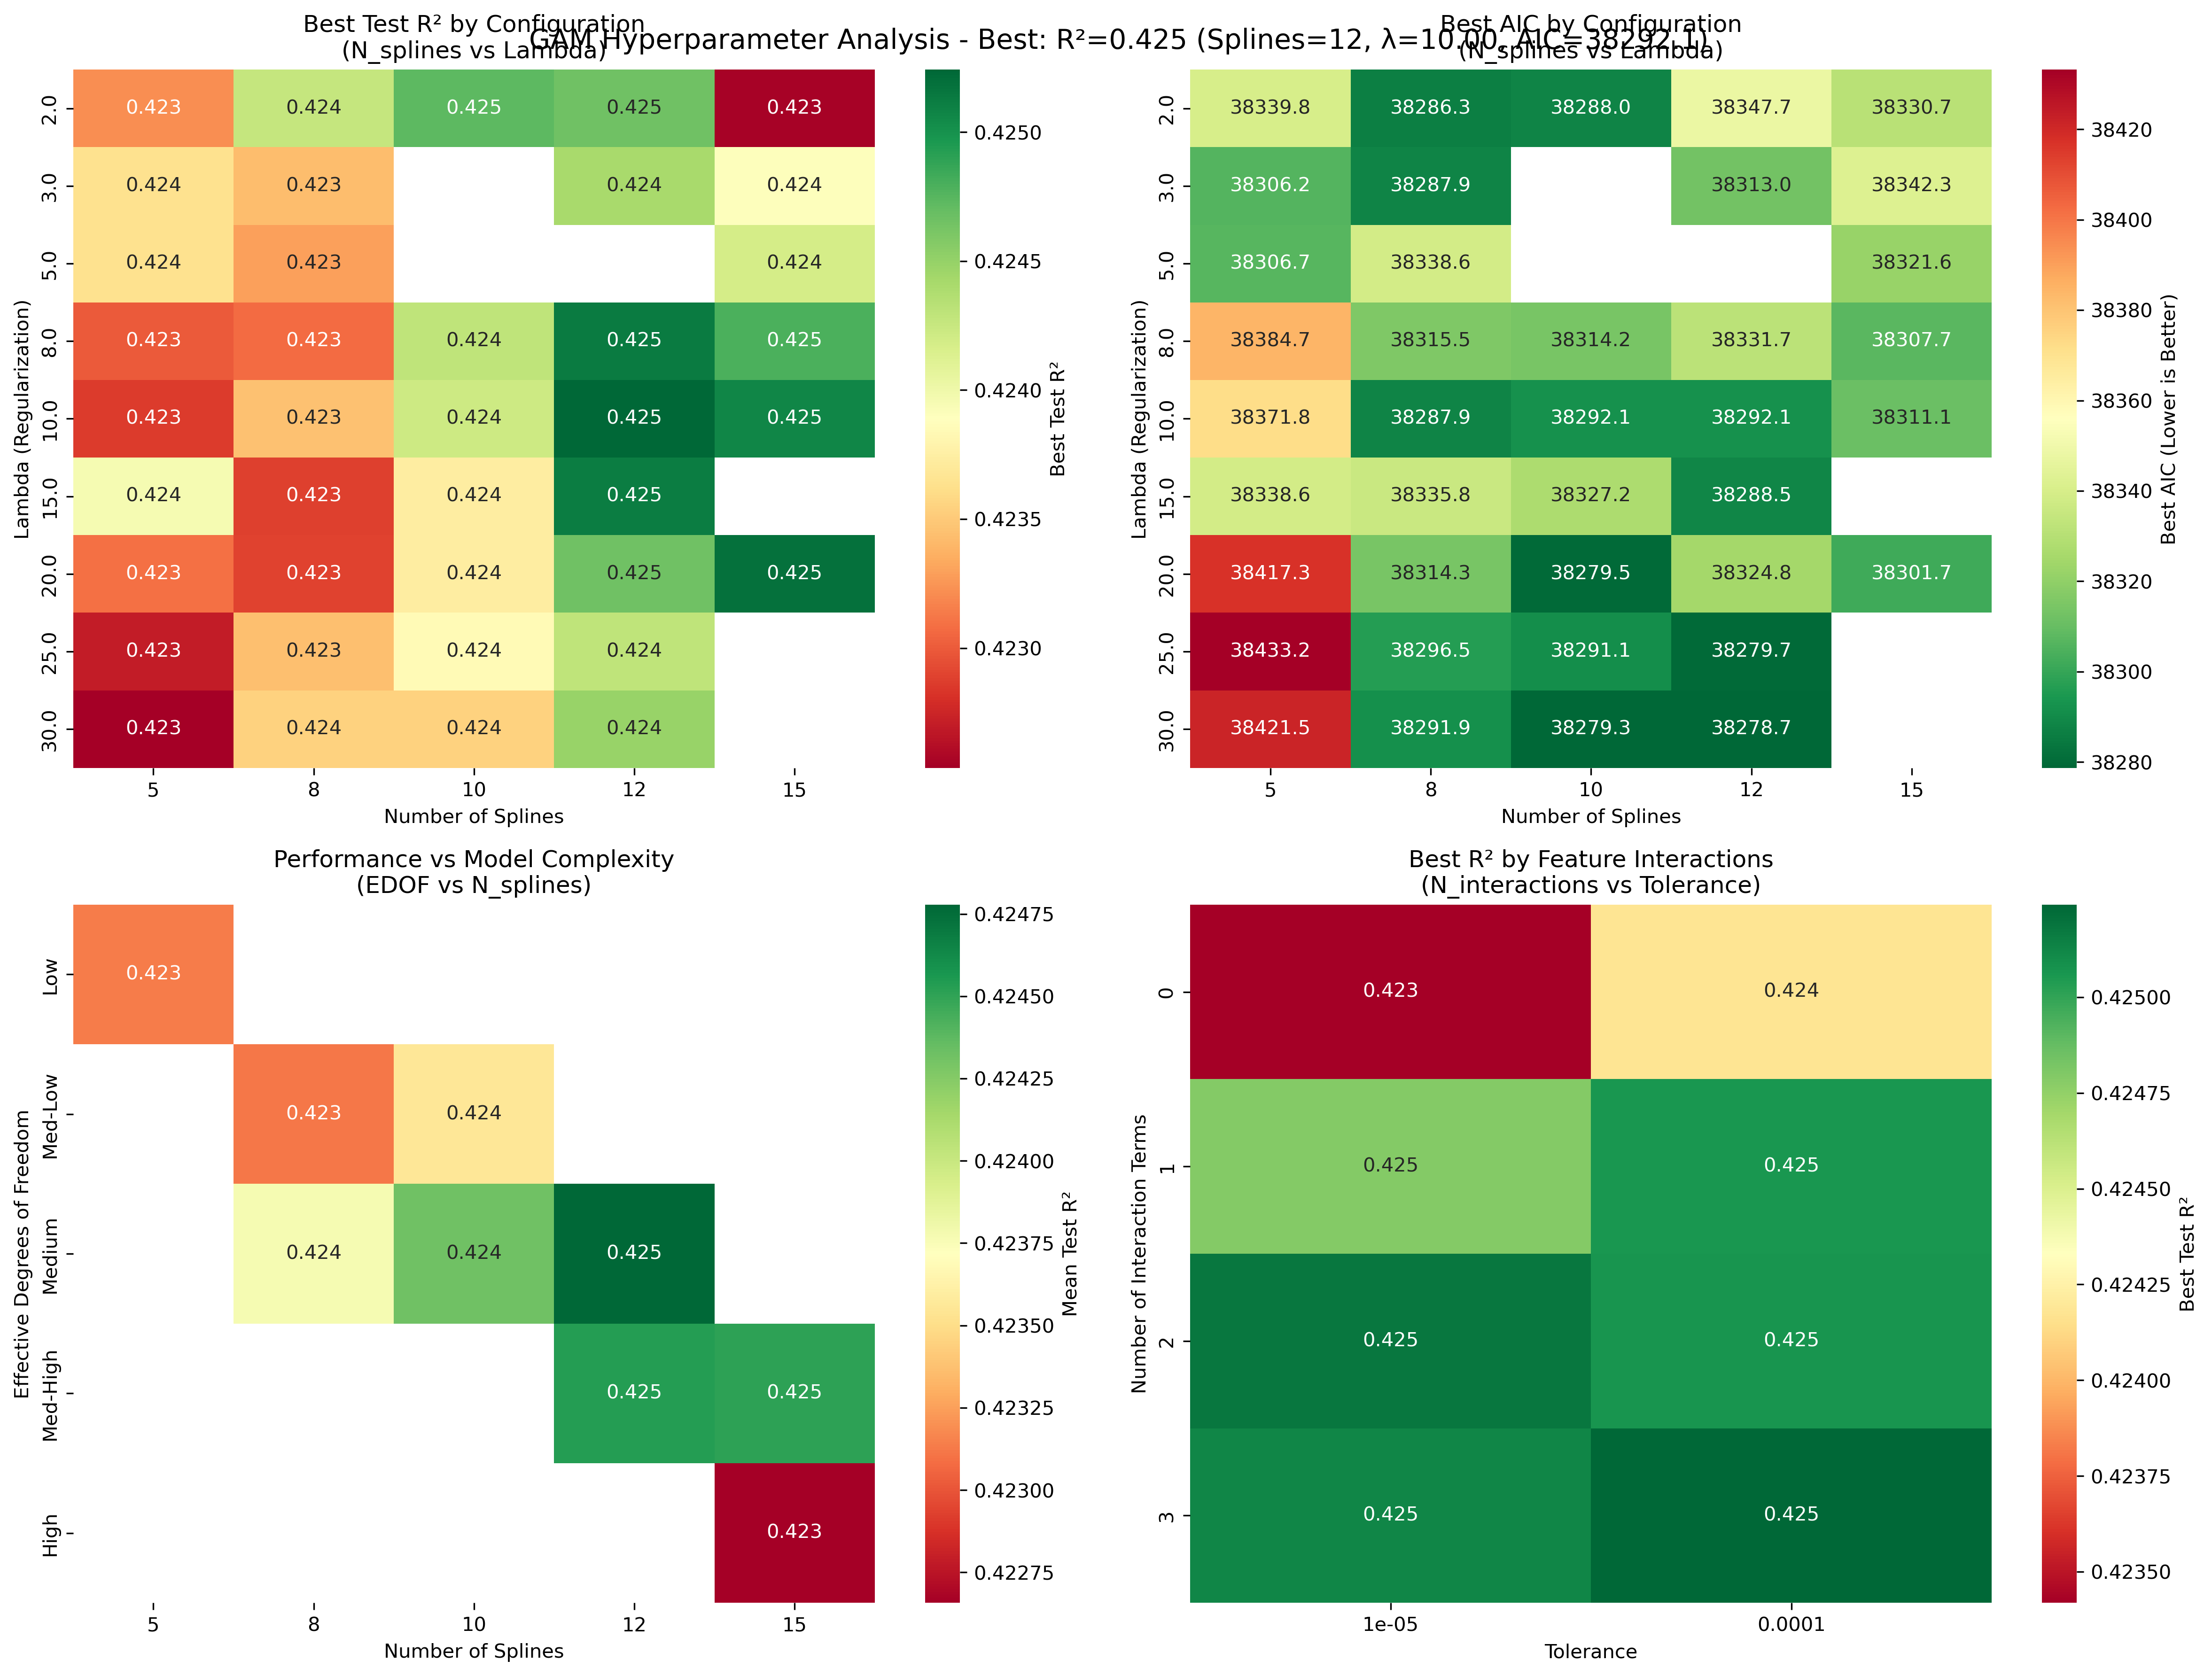 GAM Hyperparameter Analysis - Best: R²=0.425 (Splines=12, λ=10.00, AIC=38292.1)
Best Test R² by Configuration
(N_splines vs Lambda)
Lambda (Regularization)
2.0 0.423 0.424 0.425 0.425 0.423
3.0 0.424 0.423 0.424 0.424
5.0 0.424 0.423 0.424
8.0 0.423 0.423 0.424 0.425 0.425
10.0 0.423 0.423 0.424 0.425 0.425
15.0 0.424 0.423 0.424 0.425
20.0 0.423 0.423 0.424 0.425 0.425
25.0 0.423 0.423 0.424 0.424
30.0 0.423 0.424 0.424 0.424
5 8 10 12 15
Number of Splines
0.4250
0.4245
0.4240
0.4235
0.4230
Best Test R²
Best AIC by Configuration
(N_splines vs Lambda)
Lambda (Regularization)
2.0 38339.8 38286.3 38288.0 38347.7 38330.7
3.0 38306.2 38287.9 38313.0 38342.3
5.0 38306.7 38338.6 38321.6
8.0 38384.7 38315.5 38314.2 38331.7 38307.7
10.0 38371.8 38287.9 38292.1 38292.1 38311.1
15.0 38338.6 38335.8 38327.2 38288.5
20.0 38417.3 38314.3 38279.5 38324.8 38301.7
25.0 38433.2 38296.5 38291.1 38279.7
30.0 38421.5 38291.9 38279.3 38278.7
5 8 10 12 15
Number of Splines
38420
38400
38380
38360
38340
38320
38300
38280
Best AIC (Lower is Better)
Performance vs Model Complexity
(EDOF vs N_splines)
Effective Degrees of Freedom
Low 0.423
Med-Low 0.423 0.424
Medium 0.424 0.424 0.425
Med-High 0.425 0.425
High 0.423
5 8 10 12 15
Number of Splines
0.42475
0.42450
0.42425
0.42400
0.42375
0.42350
0.42325
0.42300
0.42275
Mean Test R²
Best R² by Feature Interactions
(N_interactions vs Tolerance)
Number of Interaction Terms
0 0.423 0.424
1 0.425 0.425
2 0.425 0.425
3 0.425 0.425
1e-05 0.0001
Tolerance
0.42500
0.42475
0.42450
0.42425
0.42400
0.42375
0.42350
Best Test R²